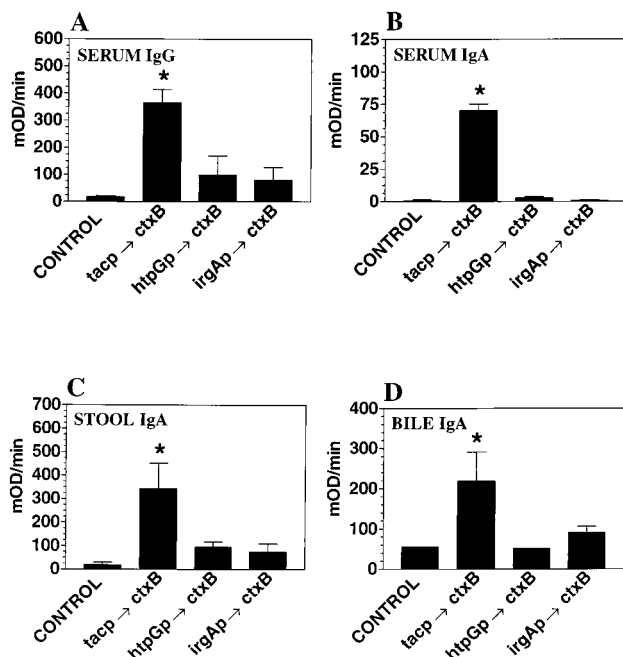 A
SERUM IgG
mOD/min
600
500
400
300
200
100
0
*
CONTROL
tacp → ctxB
htpGp → ctxB
irgAp → ctxB
B
SERUM IgA
mOD/min
125
100
75
50
25
0
*
CONTROL
tacp → ctxB
htpGp → ctxB
irgAp → ctxB
C
STOOL IgA
mOD/min
700
600
500
400
300
200
100
0
*
CONTROL
tacp → ctxB
htpGp → ctxB
irgAp → ctxB
D
BILE IgA
mOD/min
400
300
200
100
0
*
CONTROL
tacp → ctxB
htpGp → ctxB
irgAp → ctxB